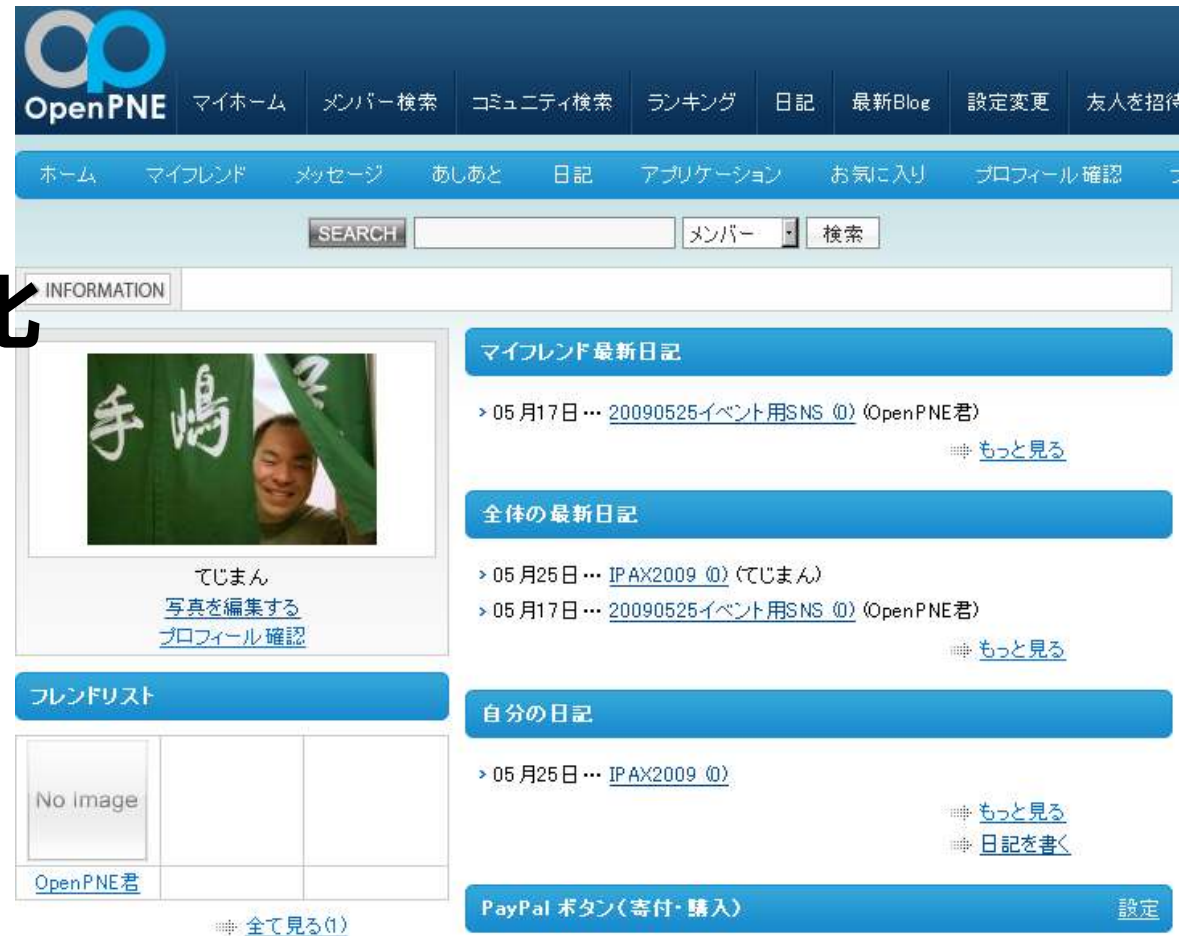 OpenPNE
マイホーム メンバー検索 コミュニティ検索 ランキング 日記 最新Blog 設定変更 友人を招待
ホーム マイフレンド メッセージ あしあと 日記 アプリケーション お気に入り プロフィール確認
SEARCH メンバー 検索
INFORMATION
化
手嶋
てじまん
写真を編集する
プロフィール確認
フレンドリスト
No image
OpenPNE君
全て見る(1)
マイフレンド最新日記
05月17日… 20090525イベント用SNS (0) (OpenPNE君)
もっと見る
全体の最新日記
05月25日… IPAX2009 (0) (てじまん)
05月17日… 20090525イベント用SNS (0) (OpenPNE君)
もっと見る
自分の日記
05月25日… IPAX2009 (0)
もっと見る
日記を書く
PayPal ボタン(寄付・購入) 設定